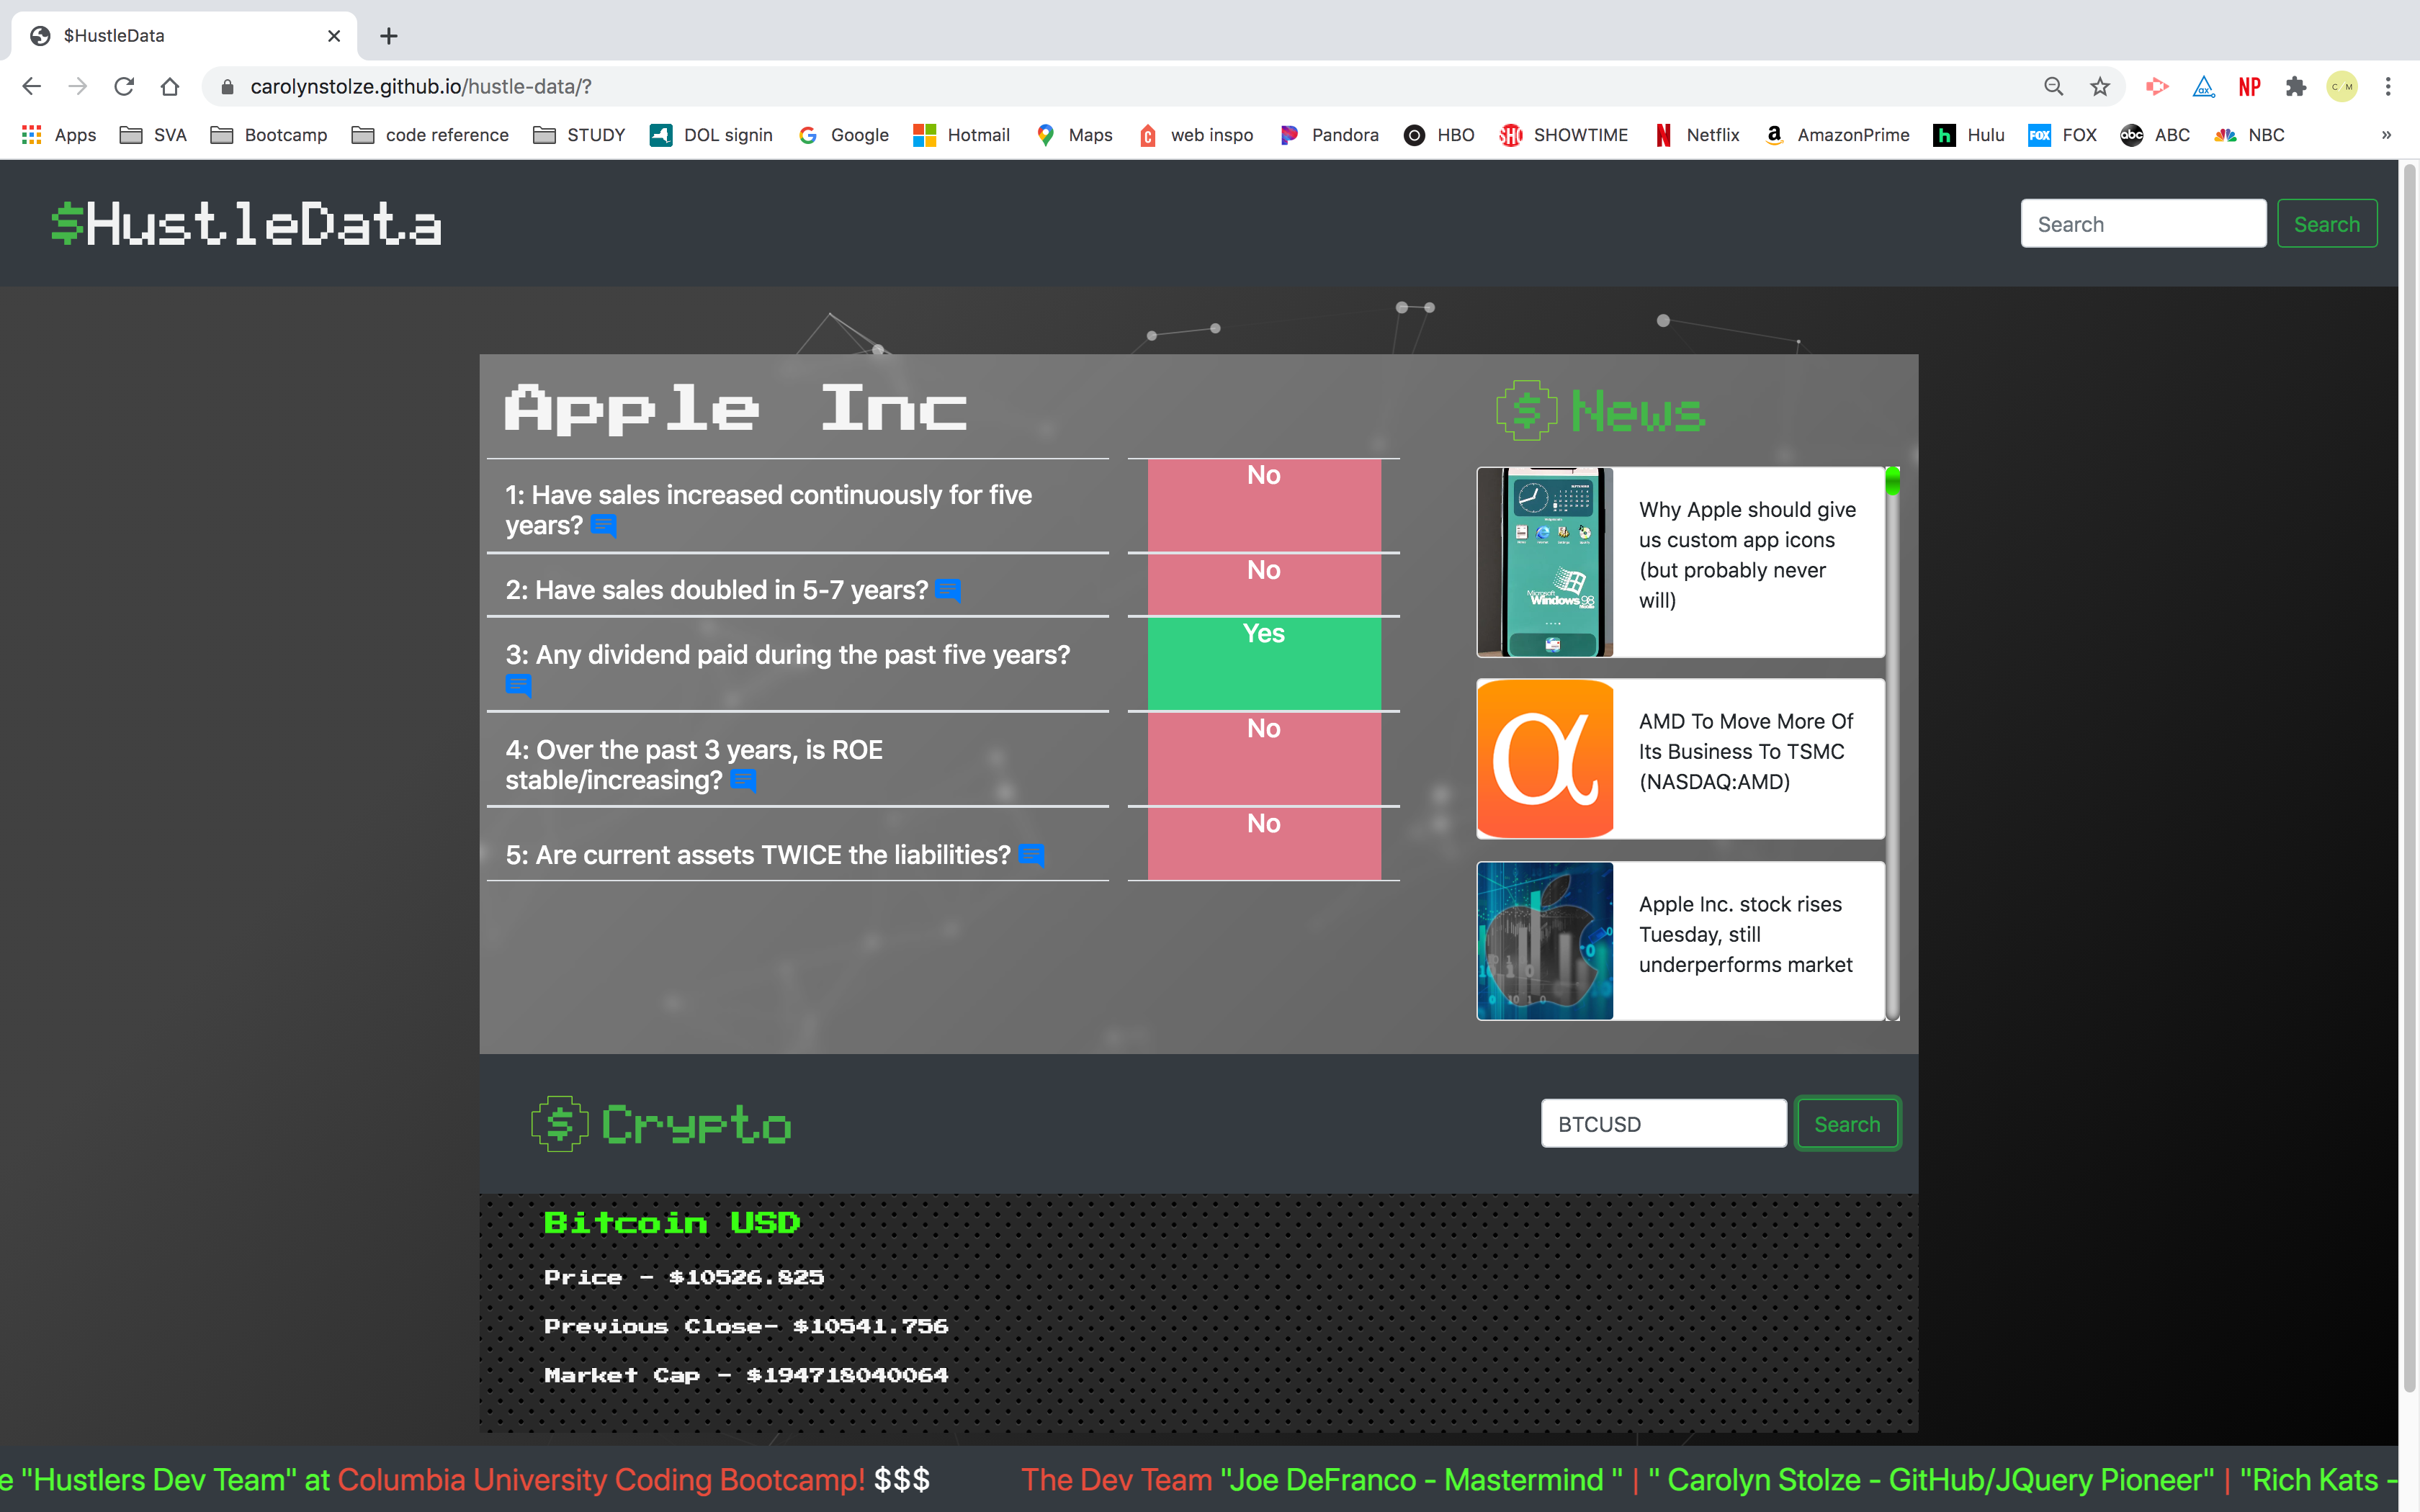 $HustleData
carolynstolze.github.io/hustle-data/?
NP
C M
Apps SVA Bootcamp code reference STUDY DOL signin Google Hotmail Maps web inspo Pandora HBO SHOWTIME Netflix AmazonPrime Hulu FOX ABC NBC »
$HustleData
Search Search
Apple Inc
1: Have sales increased continuously for five
years?
No
2: Have sales doubled in 5-7 years?
No
3: Any dividend paid during the past five years?
Yes
4: Over the past 3 years, is ROE
stable/increasing?
No
5: Are current assets TWICE the liabilities?
No
$ News
Microsoft
Windows 98
Why Apple should give
us custom app icons
(but probably never
will)
α
AMD To Move More Of
Its Business To TSMC
(NASDAQ:AMD)
Apple Inc. stock rises
Tuesday, still
underperforms market
$ Crypto
BTCUSD Search
Bitcoin USD
Price - $10526.825
Previous Close- $10541.756
Market Cap - $194718040064
e "Hustlers Dev Team" at Columbia University Coding Bootcamp! $$$ The Dev Team "Joe DeFranco - Mastermind " | " Carolyn Stolze - GitHub/JQuery Pioneer" | "Rich Kats -